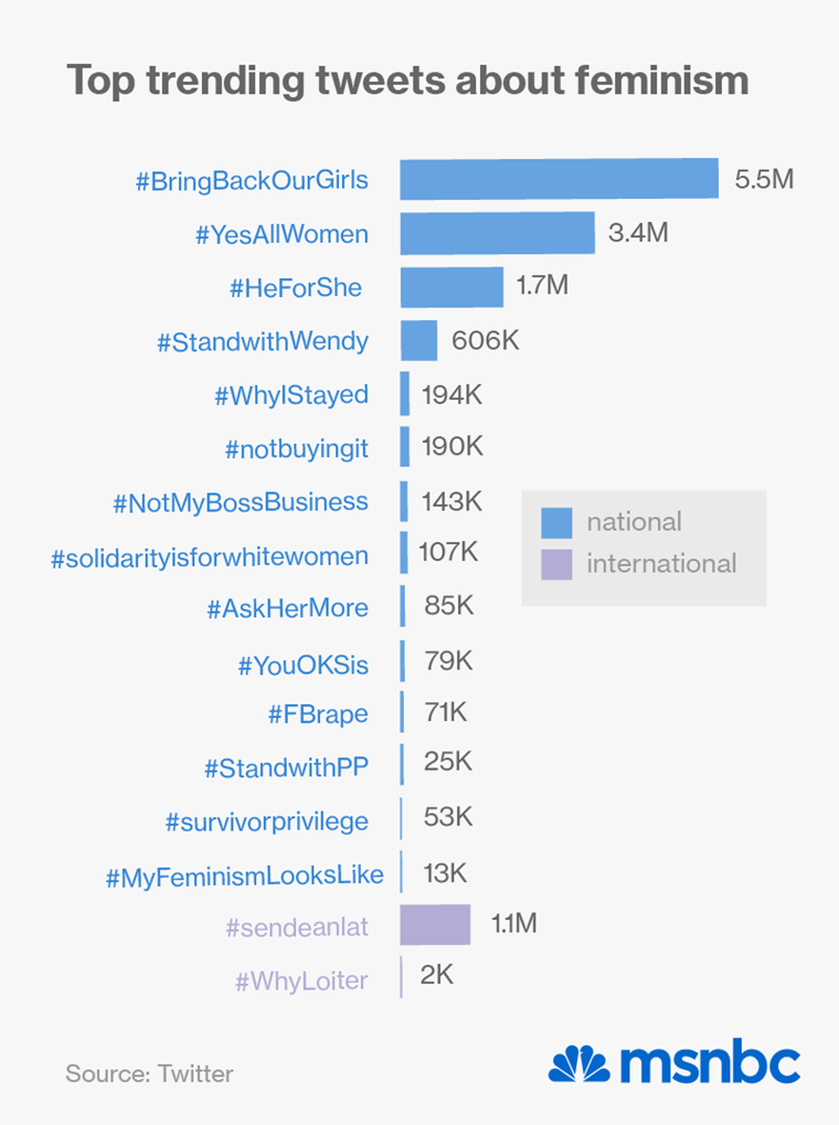 Top trending tweets about feminism
#BringBackOurGirls 5.5M
#YesAllWomen 3.4M
#HeForShe 1.7M
#StandwithWendy 606K
#WhyIStayed 194K
#notbuyingit 190K
#NotMyBossBusiness 143K
#solidarityisforwhitewomen 107K
#AskHerMore 85K
#YouOKSis 79K
#FBrape 71K
#StandwithPP 25K
#survivorprivilege 53K
#MyFeminismLooksLike 13K
#sendeanlat 1.1M
#WhyLoiter 2K
national
international
Source: Twitter
msnbc